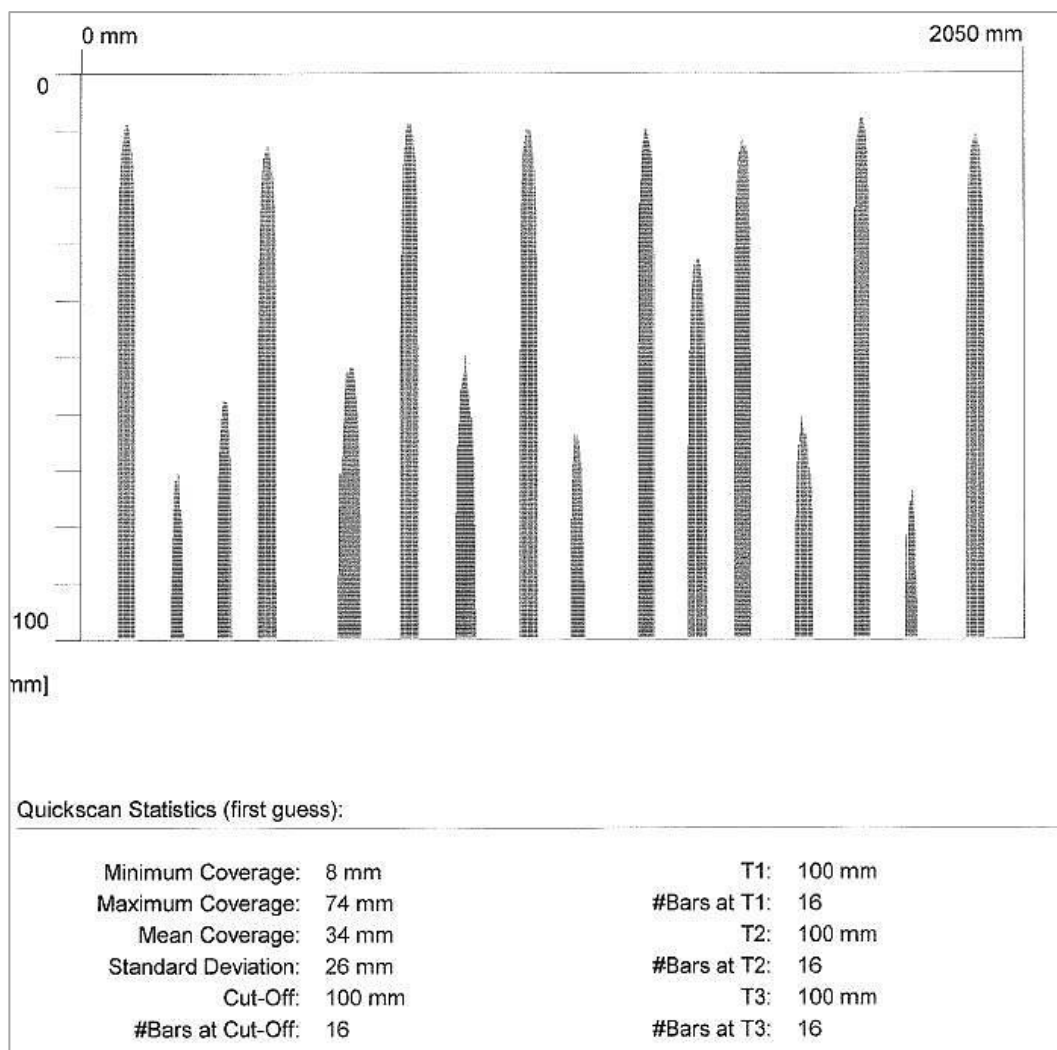 0 mm
2050 mm
0
100
mm]
Quickscan Statistics (first guess):
Minimum Coverage: 8 mm
Maximum Coverage: 74 mm
Mean Coverage: 34 mm
Standard Deviation: 26 mm
Cut-Off: 100 mm
#Bars at Cut-Off: 16
T1: 100 mm
#Bars at T1: 16
T2: 100 mm
#Bars at T2: 16
T3: 100 mm
#Bars at T3: 16